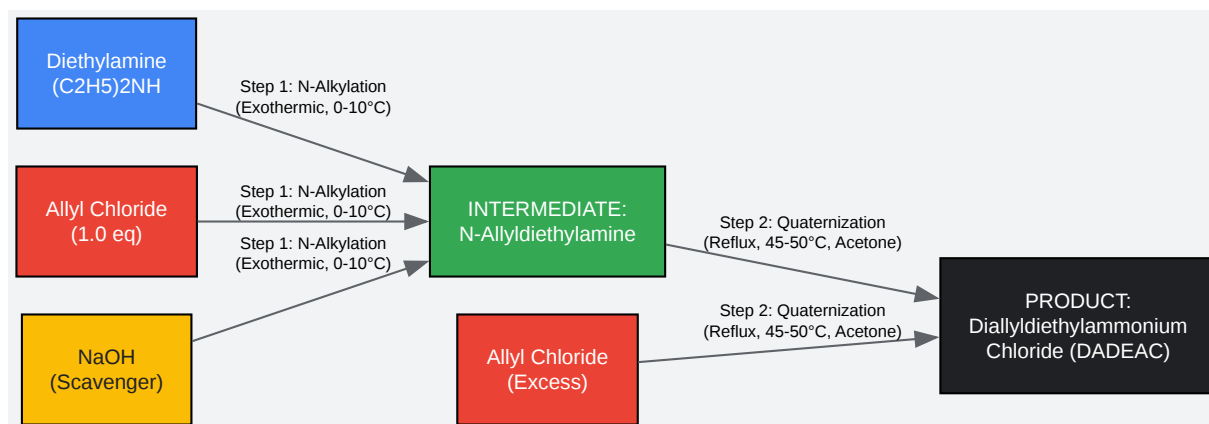 Diethylamine
(C2H5)2NH
Step 1: N-Alkylation
(Exothermic, 0-10°C)
Allyl Chloride
(1.0 eq)
Step 1: N-Alkylation
(Exothermic, 0-10°C)
Step 1: N-Alkylation
(Exothermic, 0-10°C)
NaOH
(Scavenger)
INTERMEDIATE:
N-Allyldiethylamine
Allyl Chloride
(Excess)
Step 2: Quaternization
(Reflux, 45-50°C, Acetone)
Step 2: Quaternization
(Reflux, 45-50°C, Acetone)
PRODUCT:
Diallyldiethylammonium
Chloride (DADEAC)